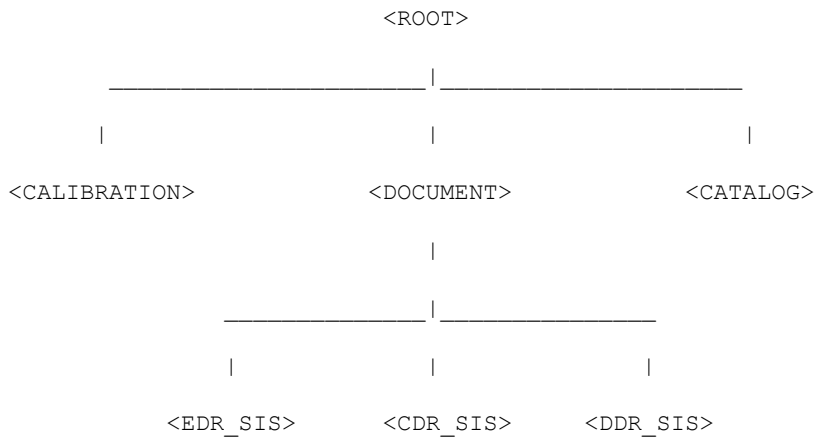 <ROOT>
<CALIBRATION> <DOCUMENT> <CATALOG>
<EDR_SIS> <CDR_SIS> <DDR_SIS>